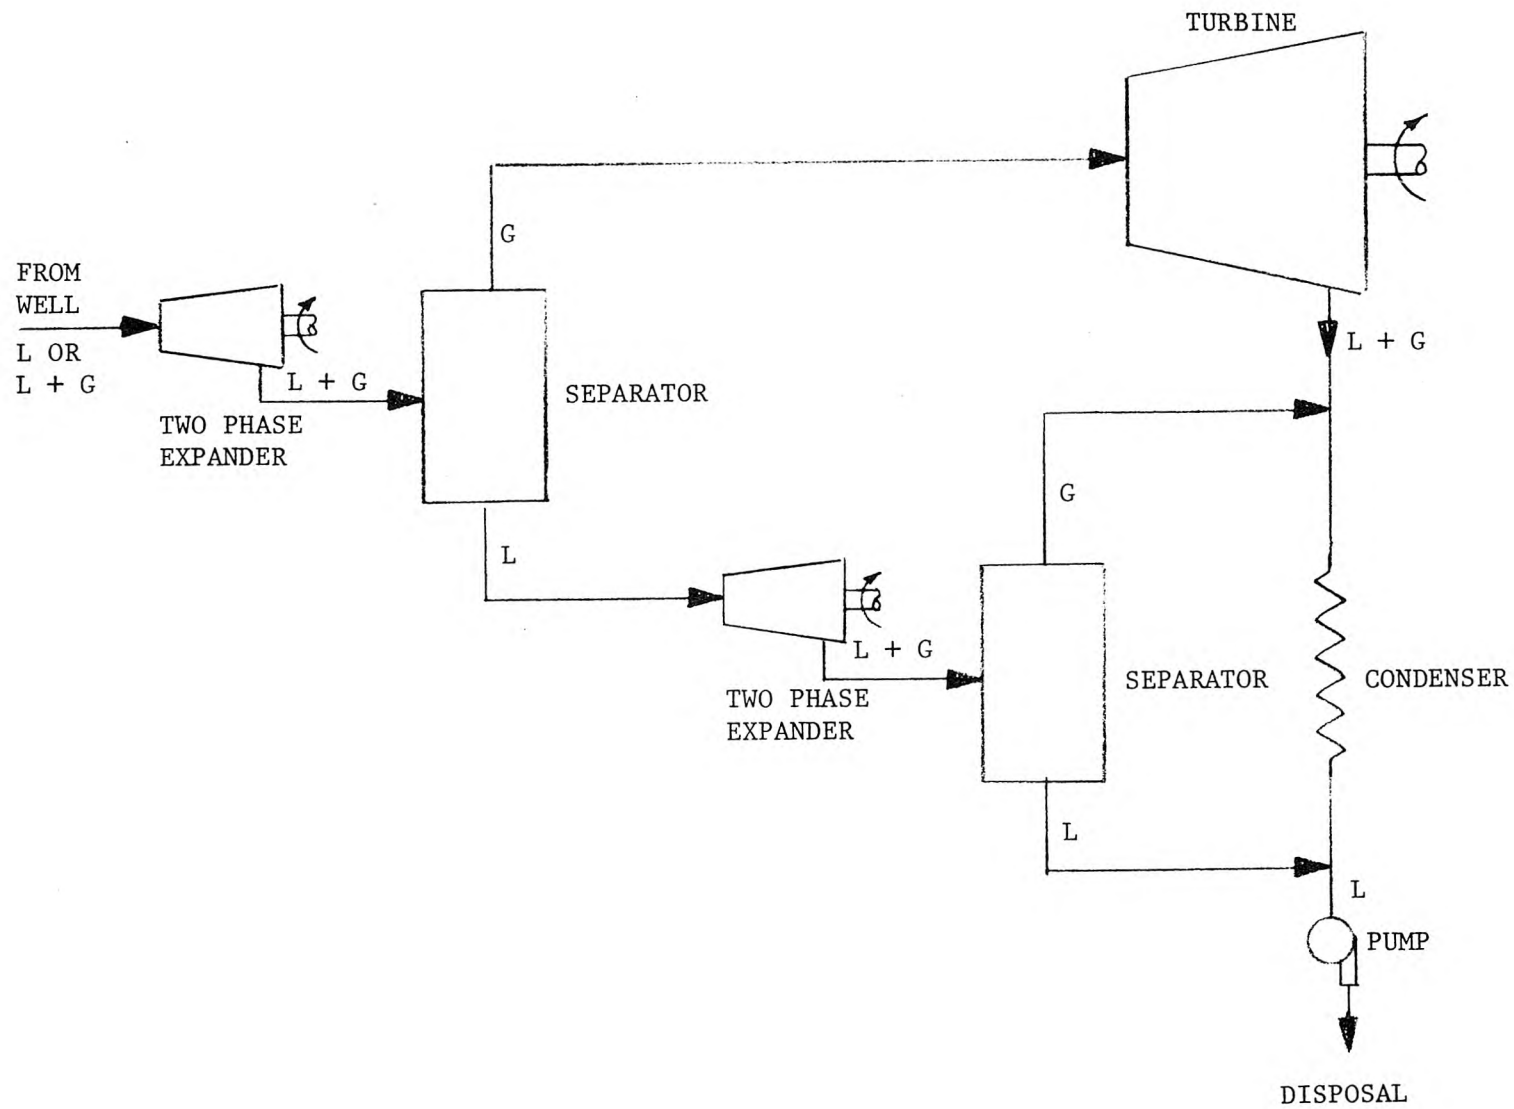 TURBINE
G
FROM
WELL
L OR
L + G
L + G
TWO PHASE
EXPANDER
SEPARATOR
L + G
G
L
L + G
TWO PHASE
EXPANDER
SEPARATOR
CONDENSER
L
L
PUMP
DISPOSAL